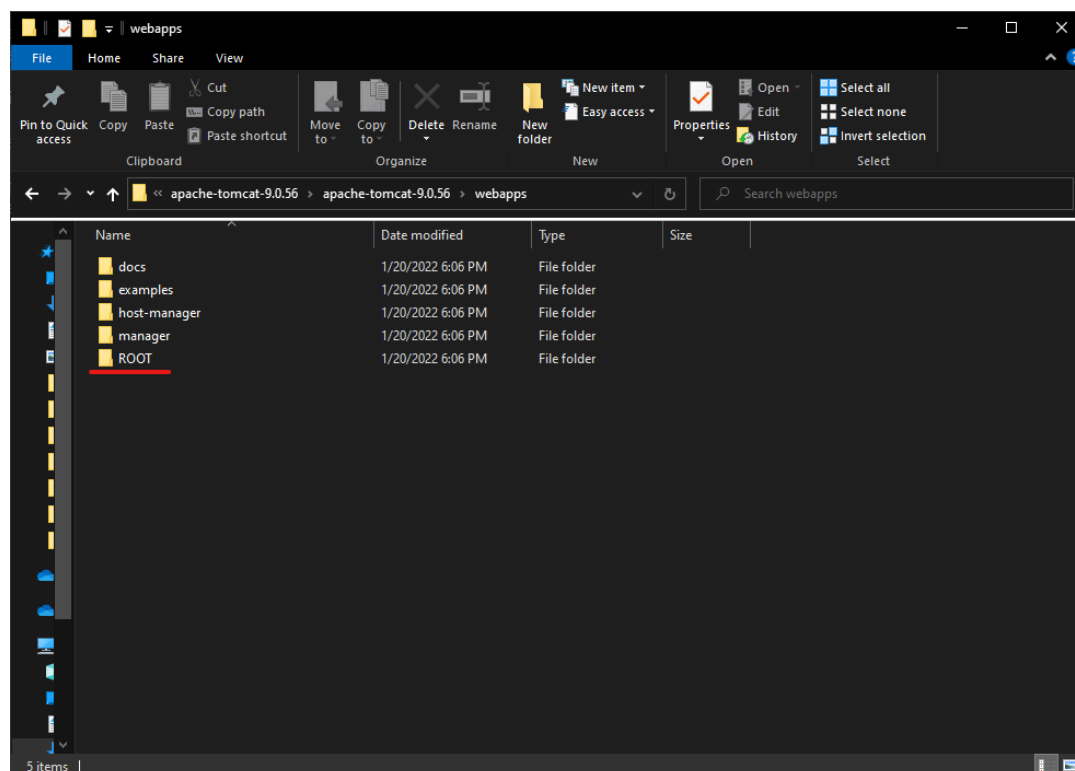 webapps
File Home Share View
Pin to Quick access
Copy
Paste
Cut
Copy path
Paste shortcut
Clipboard
Move to
Copy to
Delete
Rename
Organize
New folder
New item
Easy access
New
Properties
Open
Edit
History
Open
Select all
Select none
Invert selection
Select
« apache-tomcat-9.0.56 › apache-tomcat-9.0.56 › webapps
Search webapps
Name Date modified Type Size
docs 1/20/2022 6:06 PM File folder
examples 1/20/2022 6:06 PM File folder
host-manager 1/20/2022 6:06 PM File folder
manager 1/20/2022 6:06 PM File folder
ROOT 1/20/2022 6:06 PM File folder
5 items